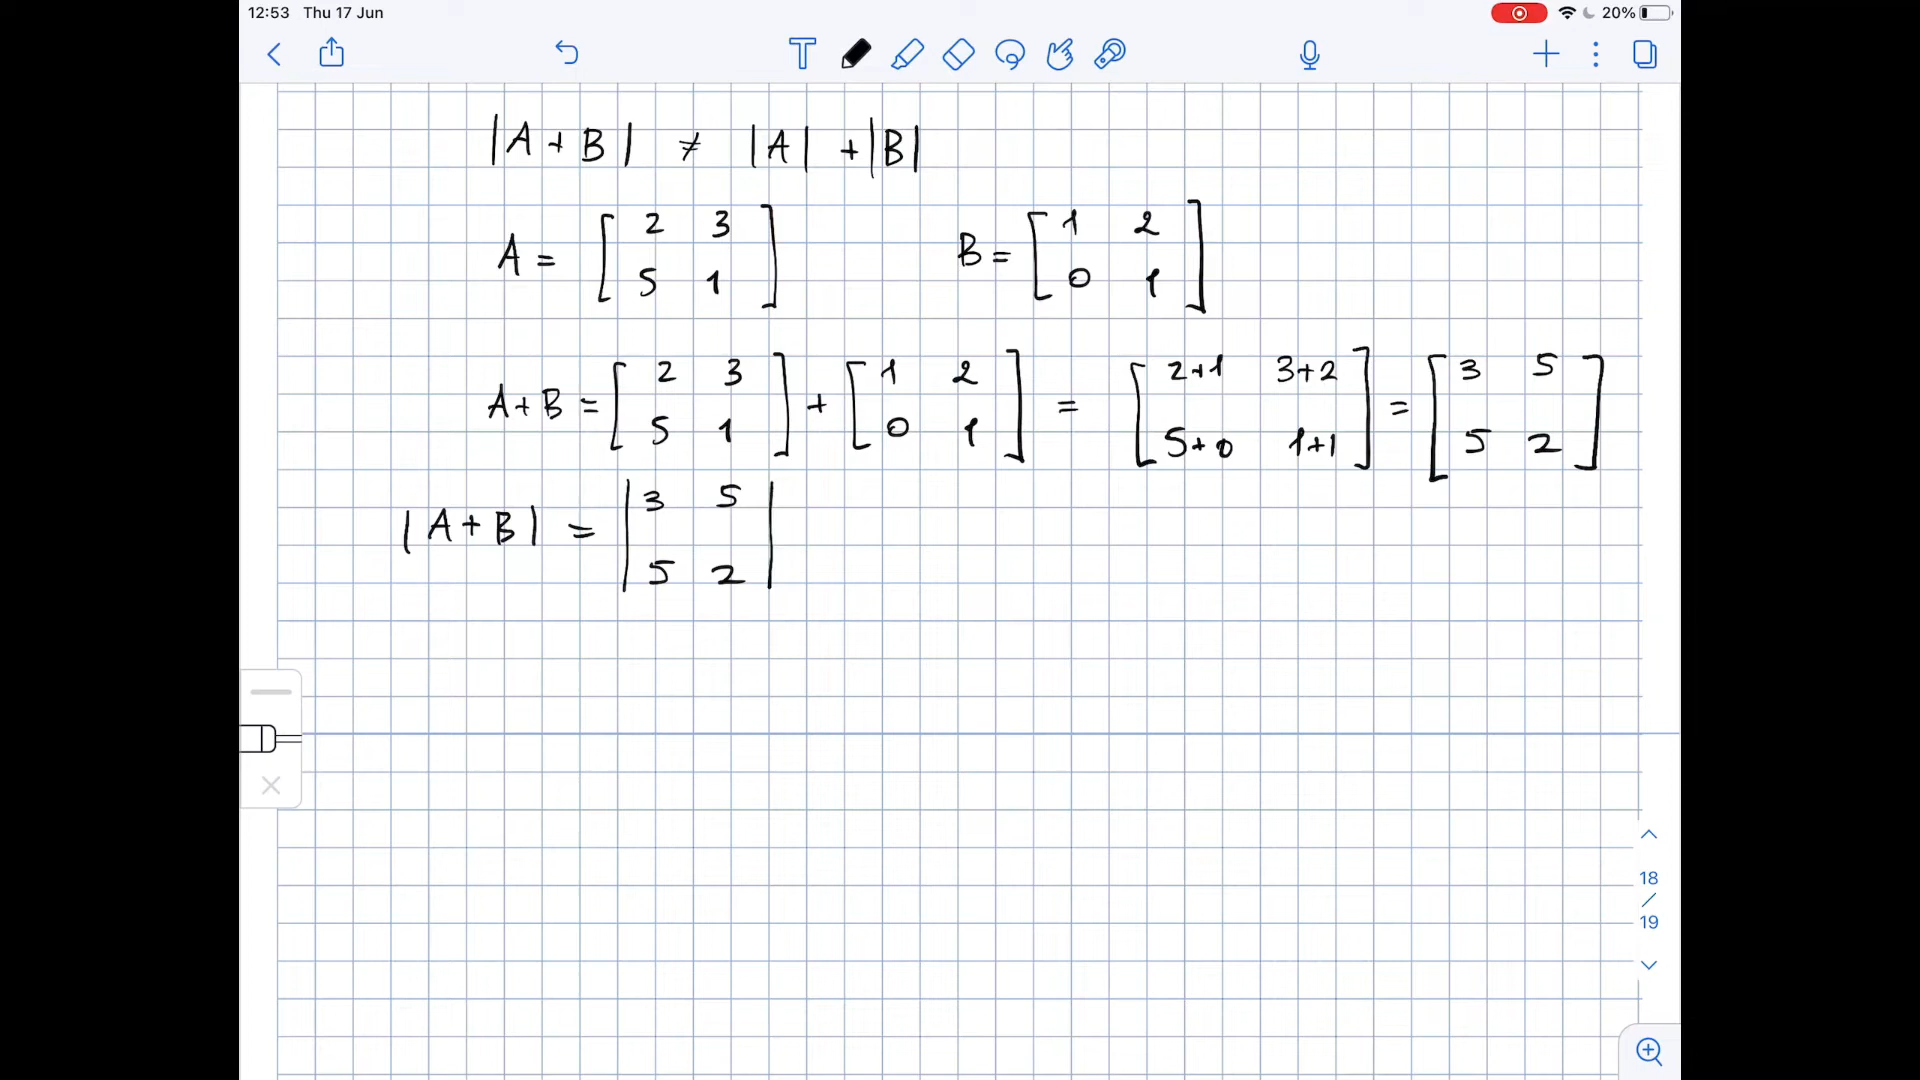 12:53 Thu 17 Jun 20%
|A + B| ≠ |A| + |B|
A = [ 2 3 B = [ 1 2
5 1 ] 0 1 ]
A + B = [ 2 3 + [ 1 2 = [ 2+1 3+2 = [ 3 5
5 1 ] 0 1 ] 5+0 1+1 ] 5 2 ]
|A + B| = | 3 5 |
| 5 2 |
18
/
19